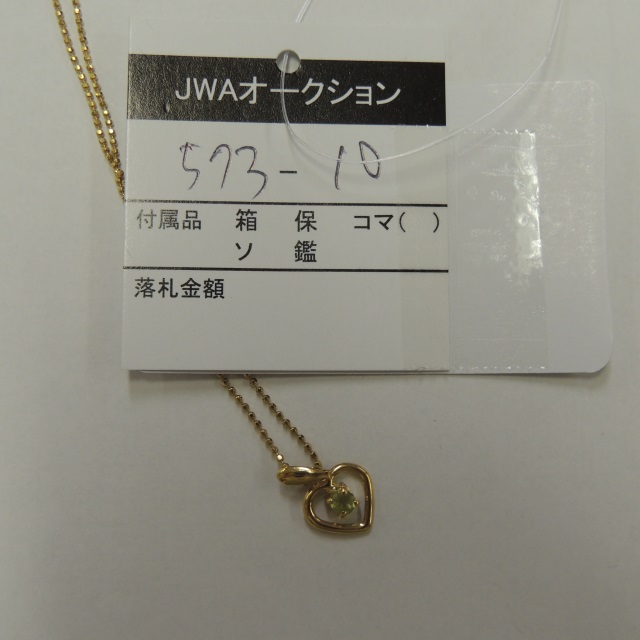 JWAオークション
573-10
付属品 箱 保 コマ( )
ソ 鑑
落札金額